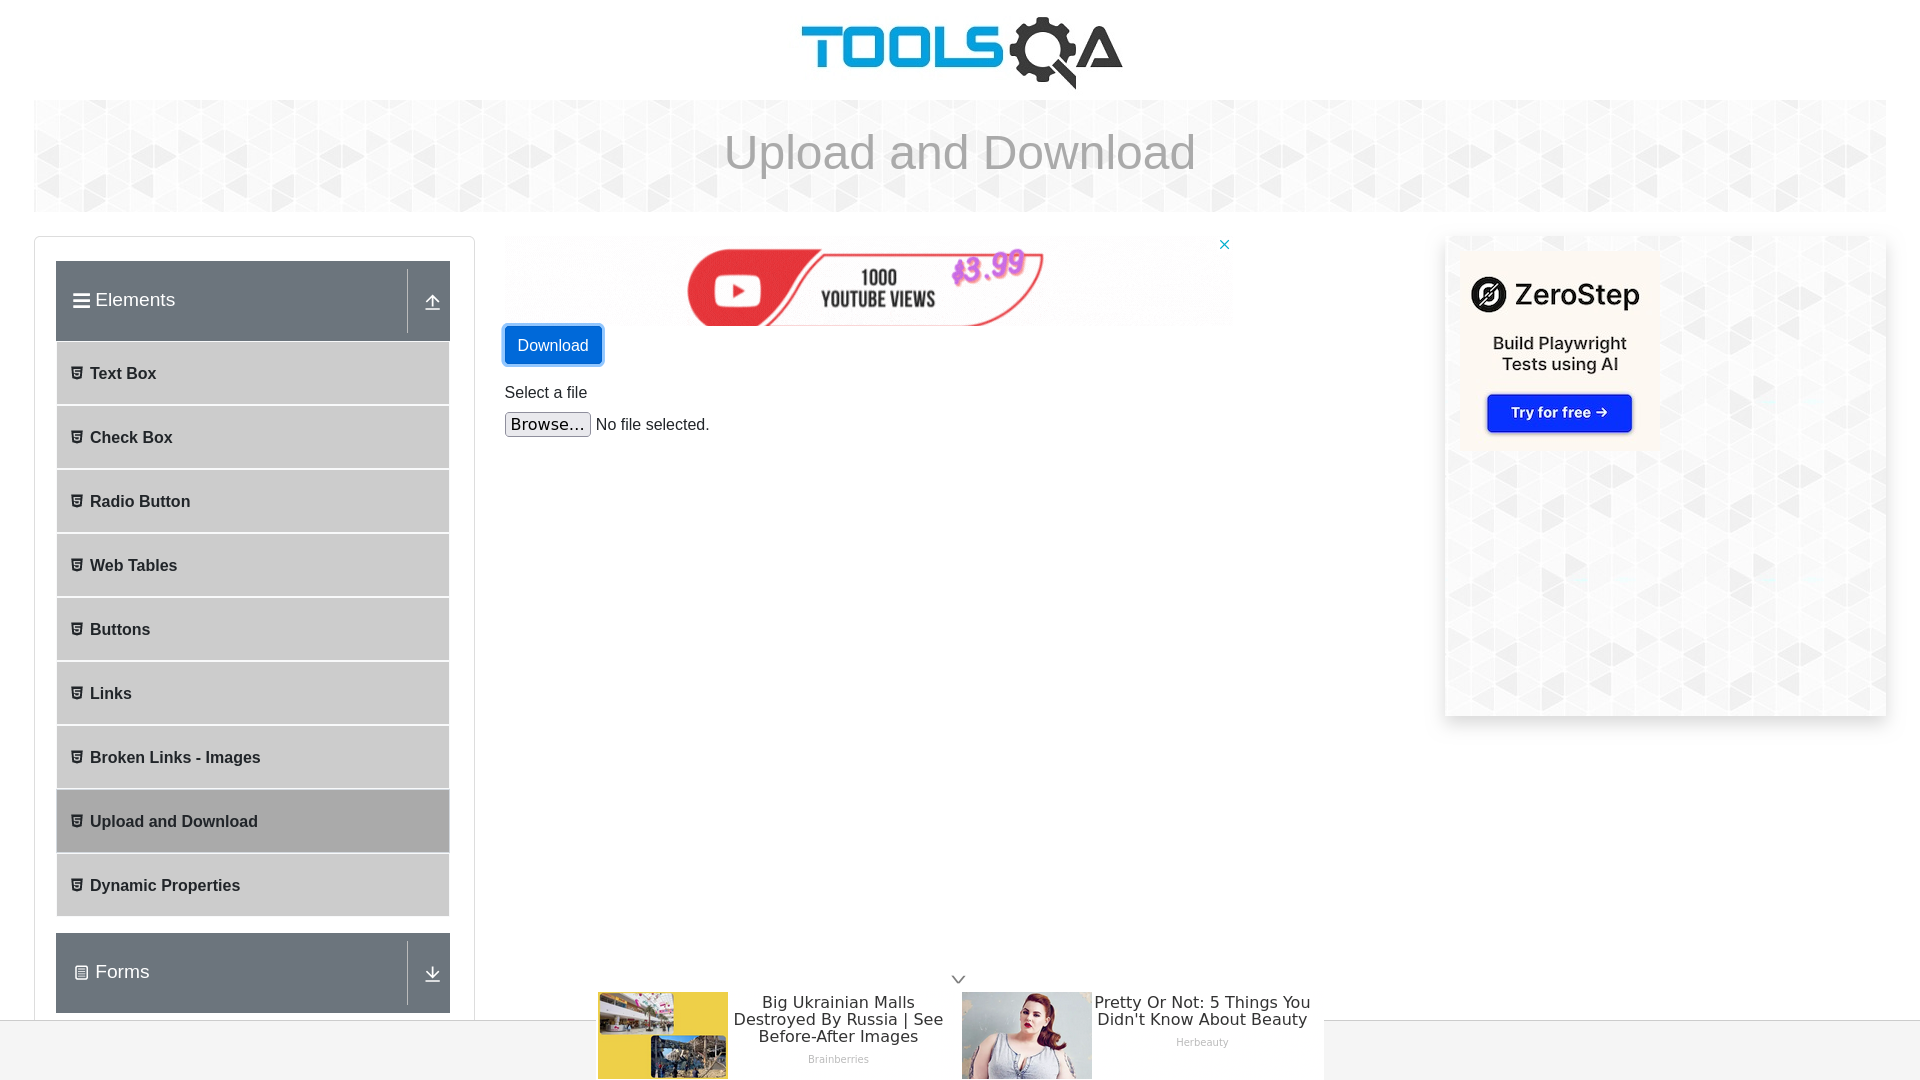 TOOLSQA
Upload and Download
Elements
Text Box
Check Box
Radio Button
Web Tables
Buttons
Links
Broken Links - Images
Upload and Download
Dynamic Properties
Forms
1000
YOUTUBE VIEWS
$3.99
Download
Select a file
Browse... No file selected.
ZeroStep
Build Playwright
Tests using AI
Try for free →
Big Ukrainian Malls
Destroyed By Russia | See
Before-After Images
Brainberries
Pretty Or Not: 5 Things You
Didn't Know About Beauty
Herbeauty